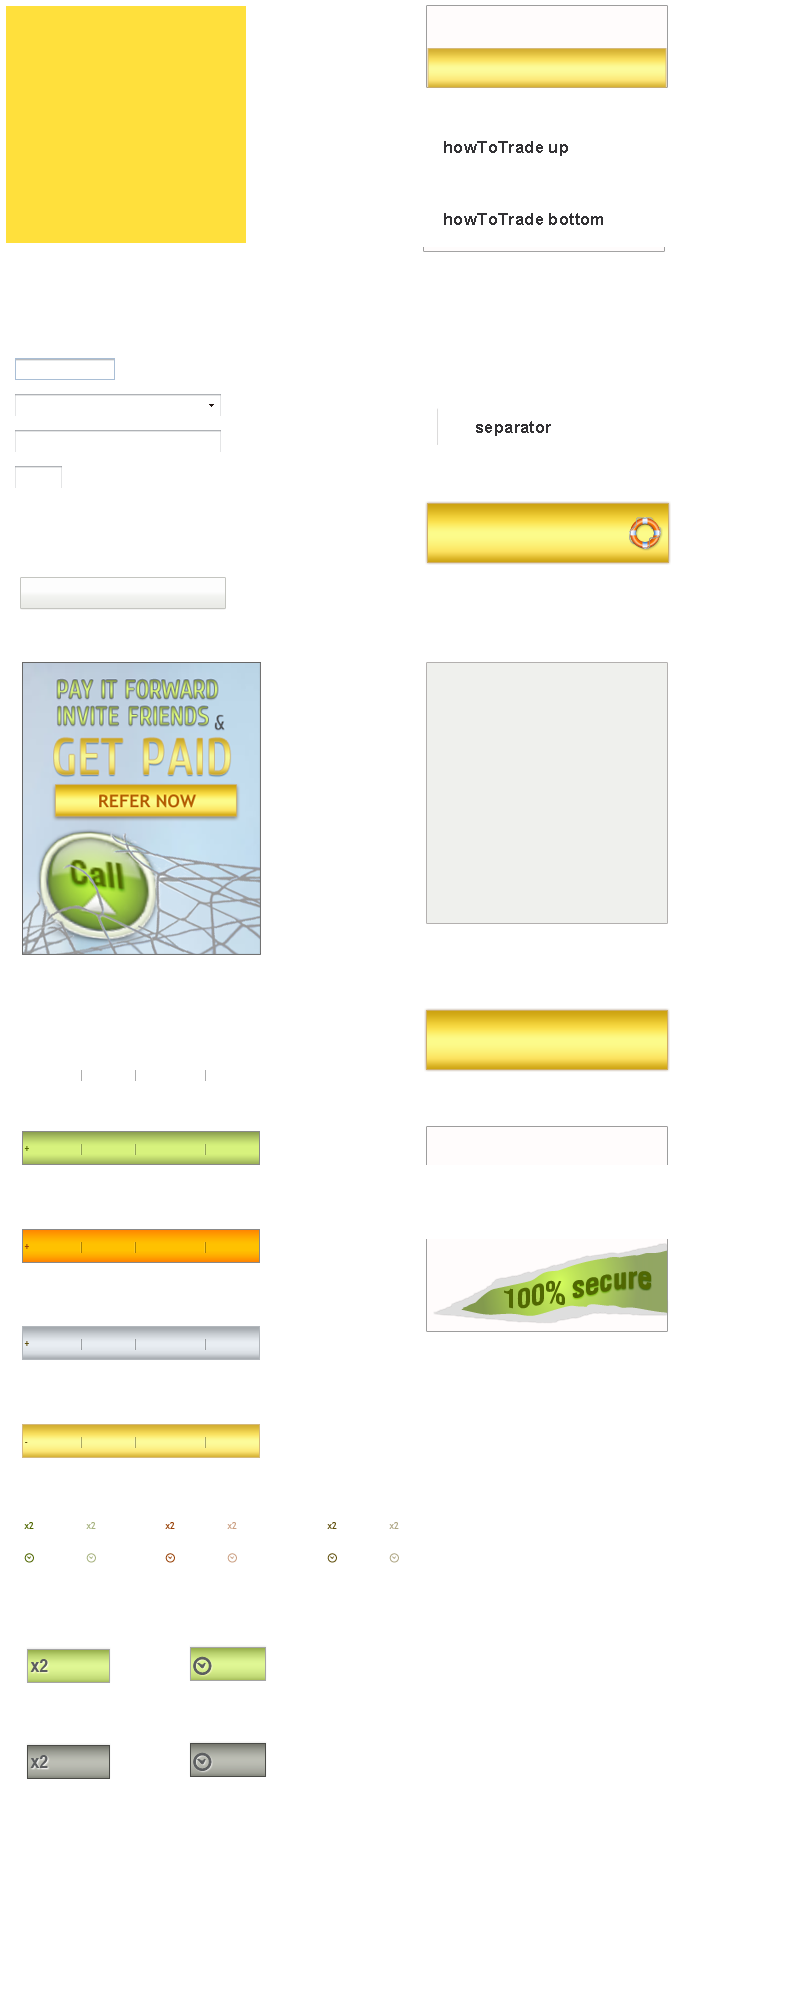 howToTrade up
howToTrade bottom
separator
PAY IT FORWARD
INVITE FRIENDS &
GET PAID
REFER NOW
Call
+
+
100% secure
+
-
x2 x2 x2 x2 x2 x2
x2
x2